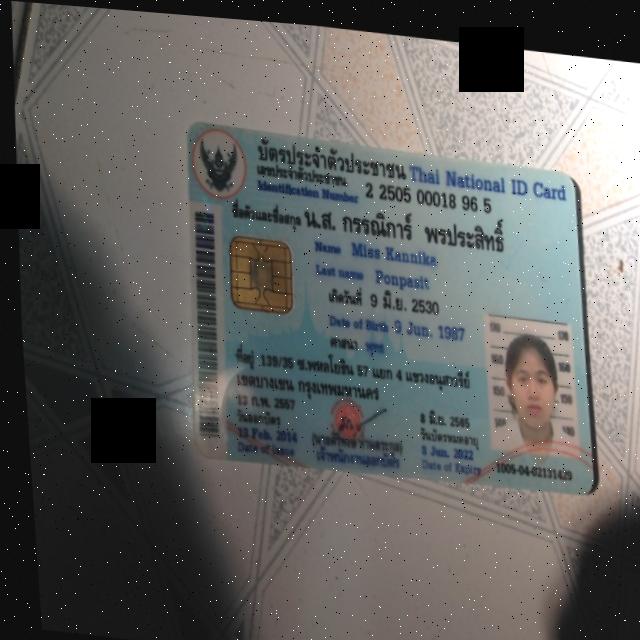 บัตรประจำตัวประชาชน Thai National ID Card
เลขประจำตัวประชาชน
Identification Number 2 2505 00018 96 5
ชื่อตัวและชื่อสกุล น.ส. กรรณิการ์ พรประสิทธิ์
Name Miss Kannika
Last name Ponpasit
เกิดวันที่ 9 มิ.ย. 2530
Date of Birth 9 Jun. 1987
ศาสนา พุทธ
ที่อยู่ 139/35 ซ.พหลโยธิน 57 แยก 4 แขวงอนุสาวรีย์
เขตบางเขน กรุงเทพมหานคร
13 ก.พ. 2557
วันออกบัตร
13 Feb. 2014
Date of Issue
8 มิ.ย. 2565
วันบัตรหมดอายุ
8 Jun. 2022
Date of Expiry
เจ้าพนักงานออกบัตร